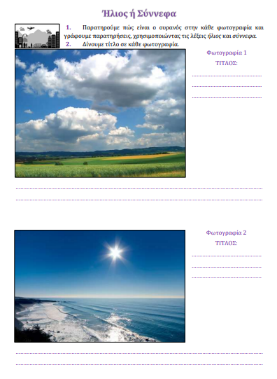 Ήλιος ή Σύννεφα
1. Παρατηρούμε πώς είναι ο ουρανός στην κάθε φωτογραφία και
γράφουμε παρατηρήσεις, χρησιμοποιώντας τις λέξεις ήλιος και σύννεφα.
2. Δίνουμε τίτλο σε κάθε φωτογραφία.
Φωτογραφία 1
ΤΙΤΛΟΣ:
Φωτογραφία 2
ΤΙΤΛΟΣ: